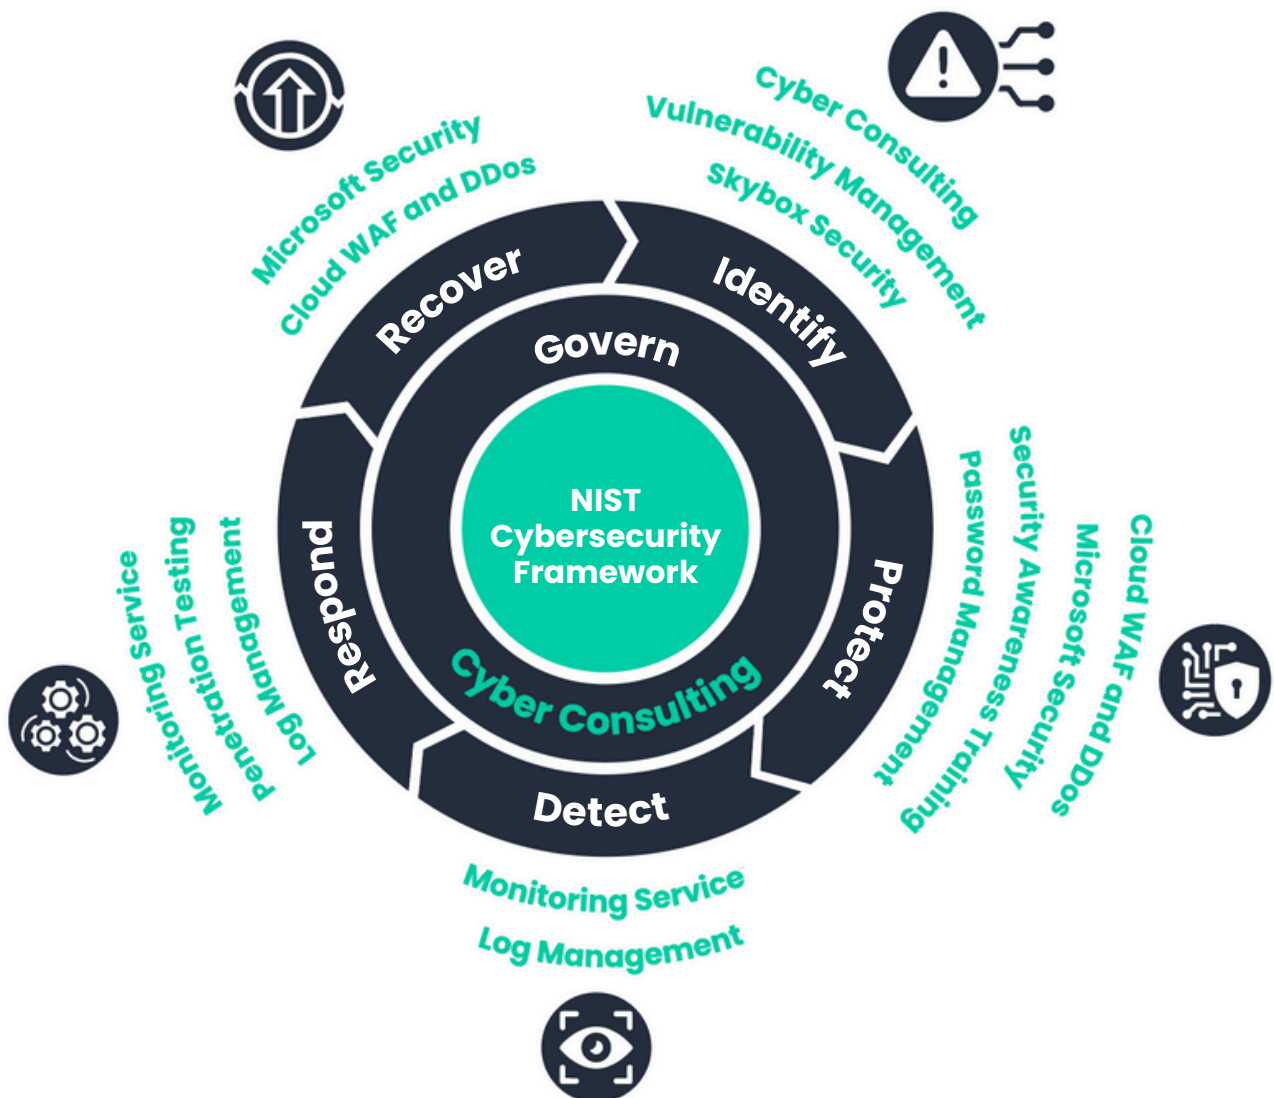 Microsoft Security
Cloud WAF and DDos
Cyber Consulting
Vulnerability Management
Skybox Security
Recover
Identify
Govern
NIST
Cybersecurity
Framework
Cyber Consulting
Respond
Protect
Detect
Password Management
Security Awareness Training
Microsoft Security
Cloud WAF and DDos
Monitoring Service
Penetration Testing
Log Management
Monitoring Service
Log Management